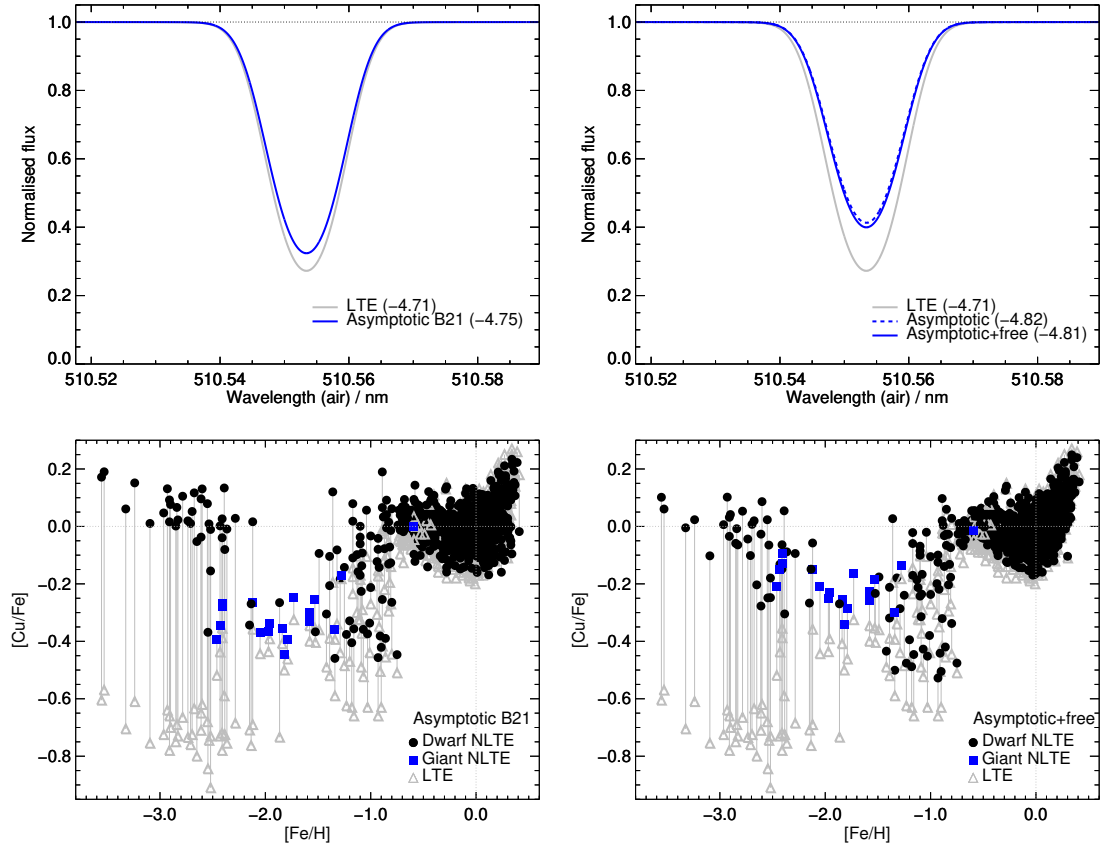 1.0
0.8
0.6
0.4
0.2
0.0
Normalised flux
LTE (−4.71)
Asymptotic B21 (−4.75)
510.52 510.54 510.56 510.58
Wavelength (air) / nm
1.0
0.8
0.6
0.4
0.2
0.0
Normalised flux
LTE (−4.71)
Asymptotic (−4.82)
Asymptotic+free (−4.81)
510.52 510.54 510.56 510.58
Wavelength (air) / nm
0.2
0.0
−0.2
−0.4
−0.6
−0.8
[Cu/Fe]
Asymptotic B21
Dwarf NLTE
Giant NLTE
LTE
−3.0 −2.0 −1.0 0.0
[Fe/H]
0.2
0.0
−0.2
−0.4
−0.6
−0.8
[Cu/Fe]
Asymptotic+free
Dwarf NLTE
Giant NLTE
LTE
−3.0 −2.0 −1.0 0.0
[Fe/H]